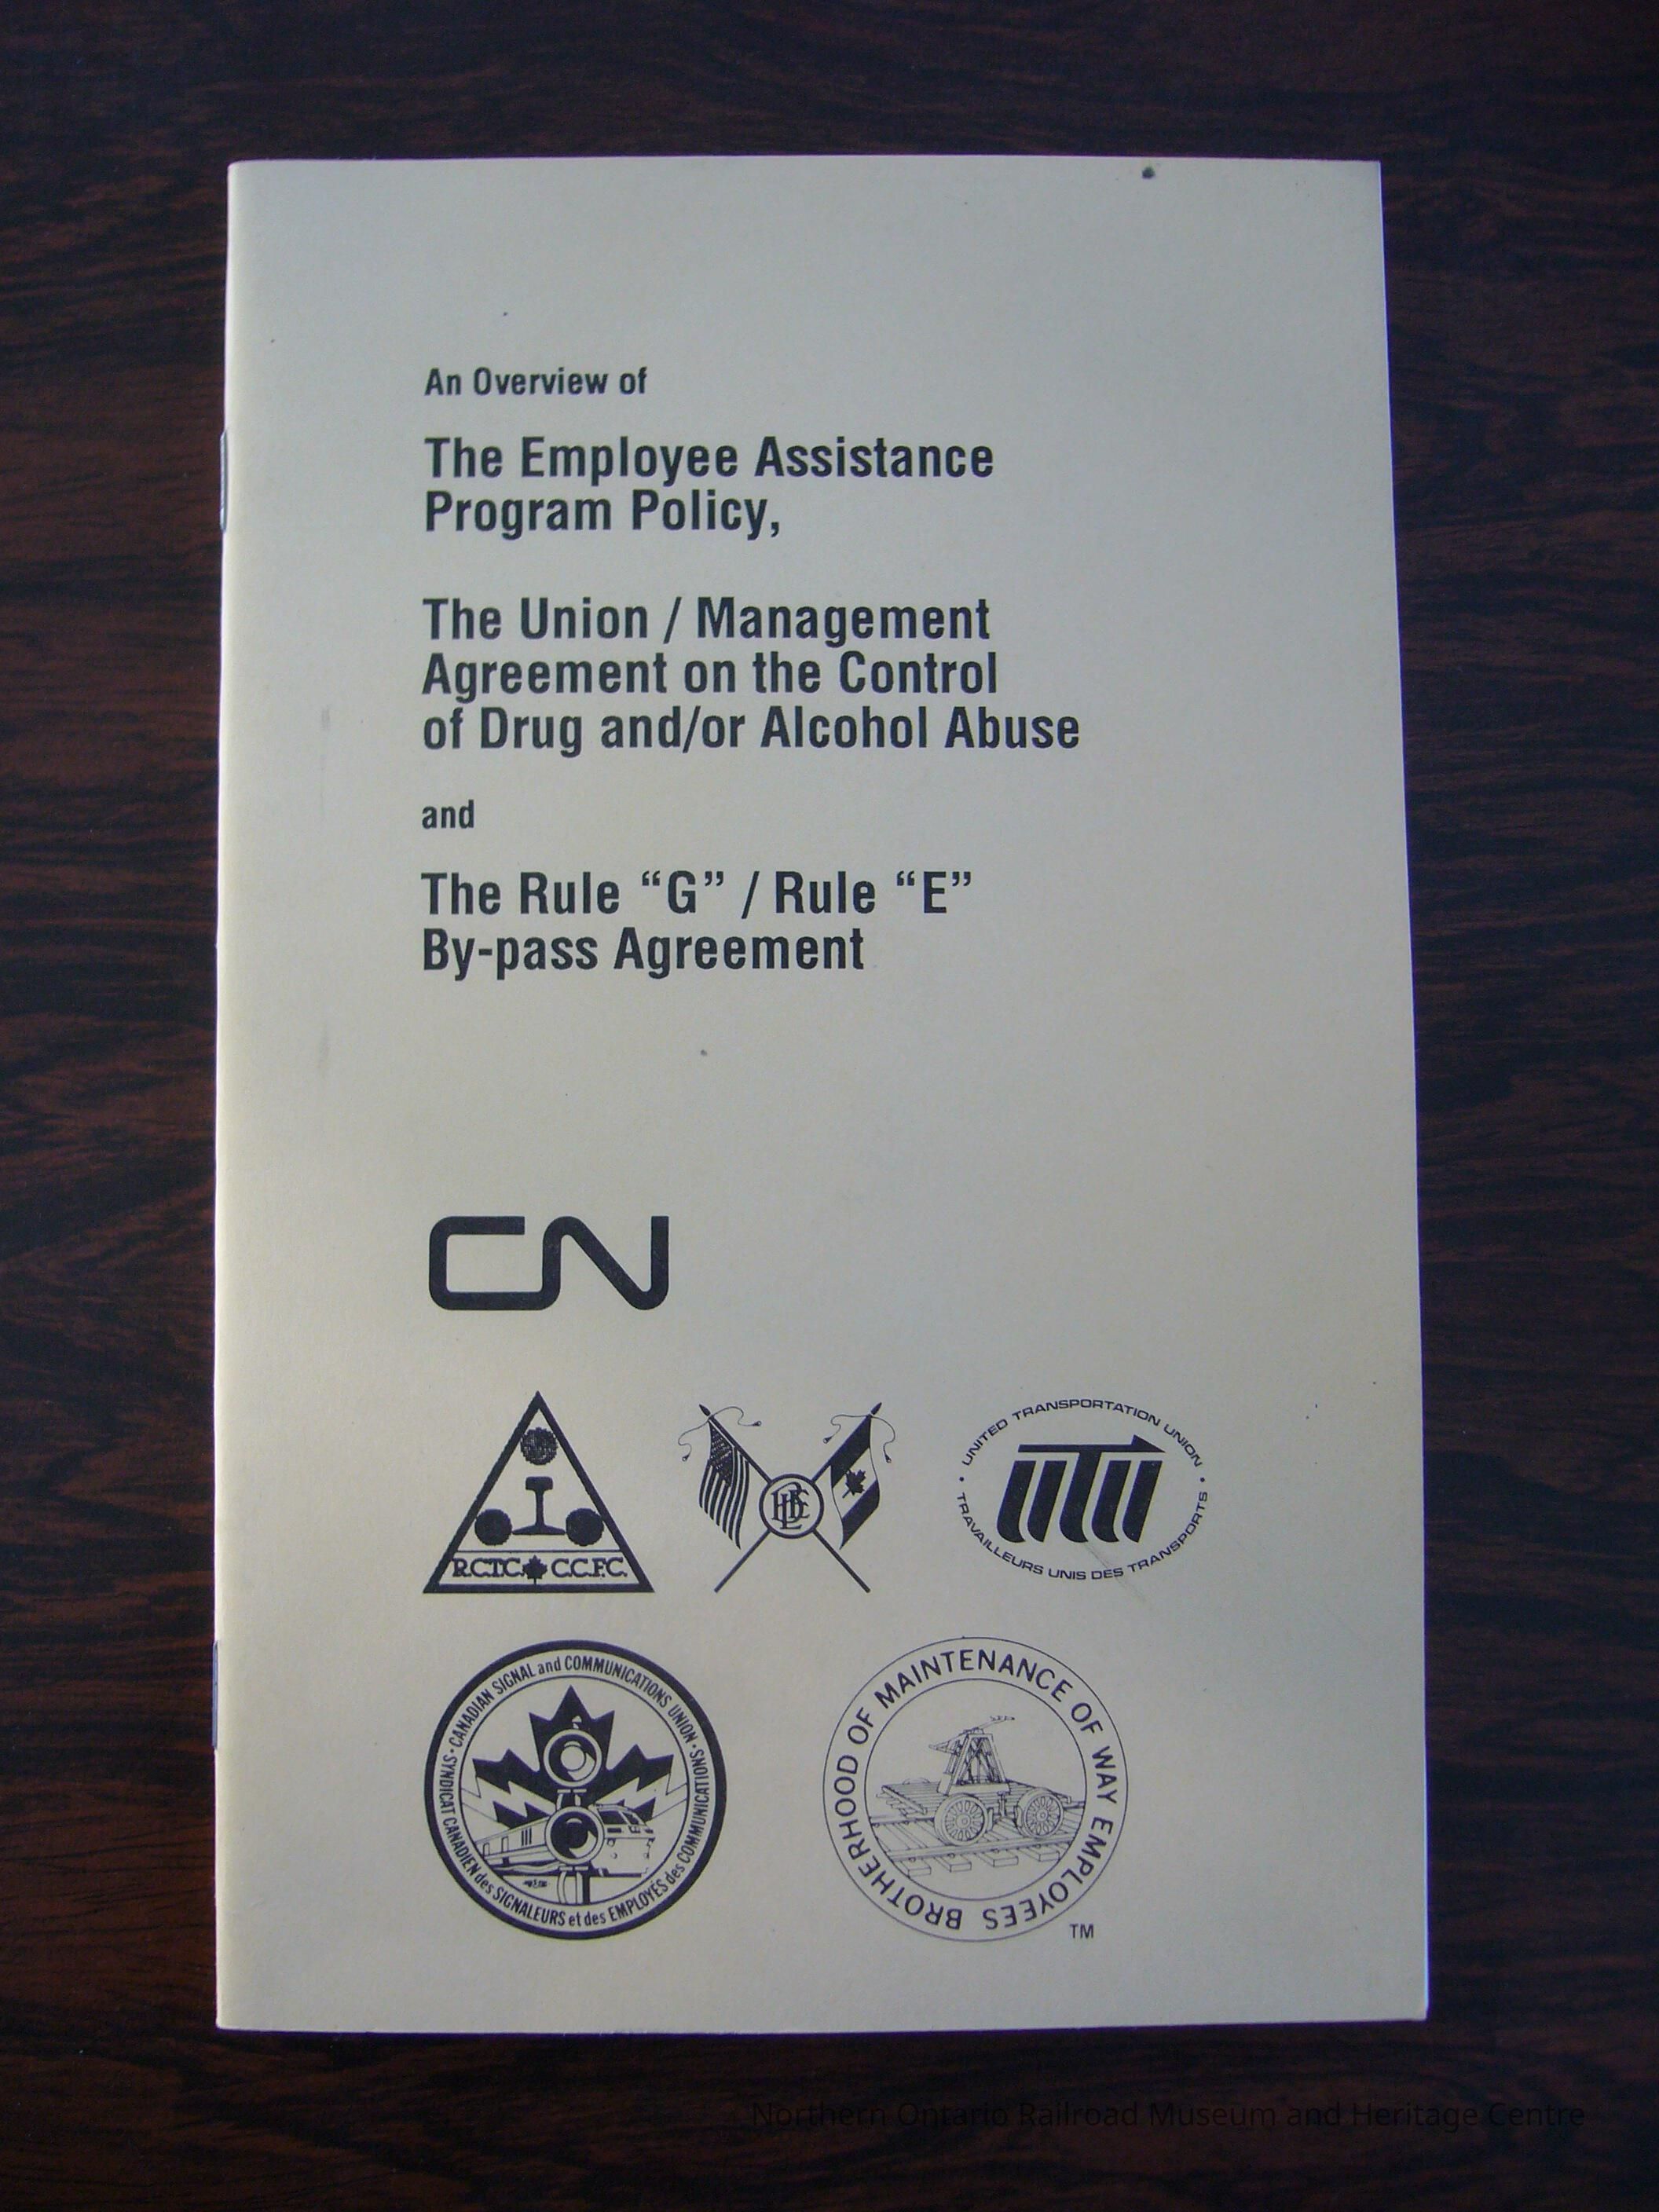 An Overview of
The Employee Assistance
Program Policy,
The Union / Management
Agreement on the Control
of Drug and/or Alcohol Abuse
and
The Rule “G” / Rule “E”
By-pass Agreement
CN
R.C.T.C. C.C.F.C.
BLE
• UNITED TRANSPORTATION UNION •
utu
TRAVAILLEURS UNIS DES TRANSPORTS
• CANADIAN SIGNAL and COMMUNICATIONS UNION •
SYNDICAT CANADIEN des SIGNALEURS et des EMPLOYÉS des COMMUNICATIONS
BROTHERHOOD OF MAINTENANCE OF WAY EMPLOYEES
TM
Northern Ontario Railroad Museum and Heritage Centre